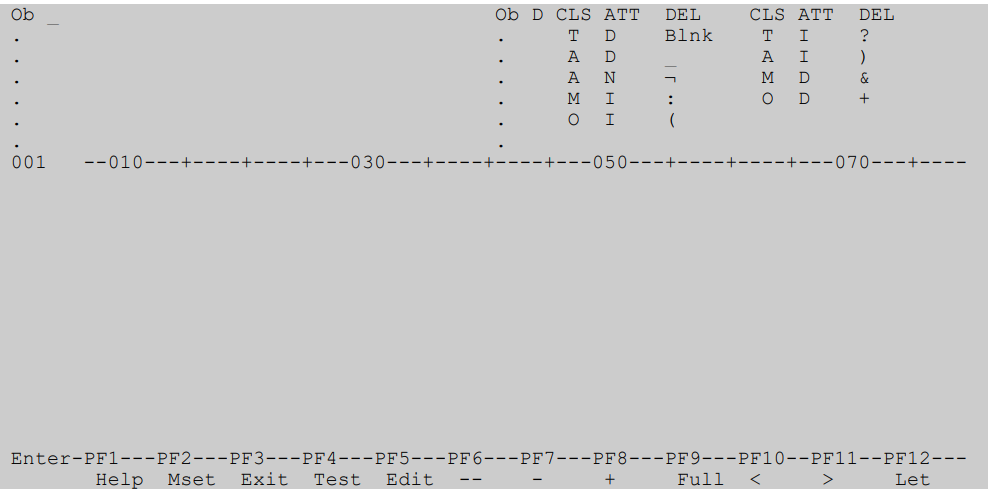 Ob _                                    Ob D CLS ATT  DEL    CLS ATT  DEL
.                                       .     T  D    Blnk    T  I    ?
.                                       .     A  D    _       A  I    )
.                                       .     A  N    ¬       M  D    &
.                                       .     M  I    :       O  D    +
.                                       .     O  I    (
.                                       .
001   --010---+----+----+---030---+----+----+---050---+----+----+---070---+----
Enter-PF1---PF2---PF3---PF4---PF5---PF6---PF7---PF8---PF9---PF10--PF11--PF12---
       Help  Mset  Exit  Test  Edit  --    -     +     Full  <     >     Let